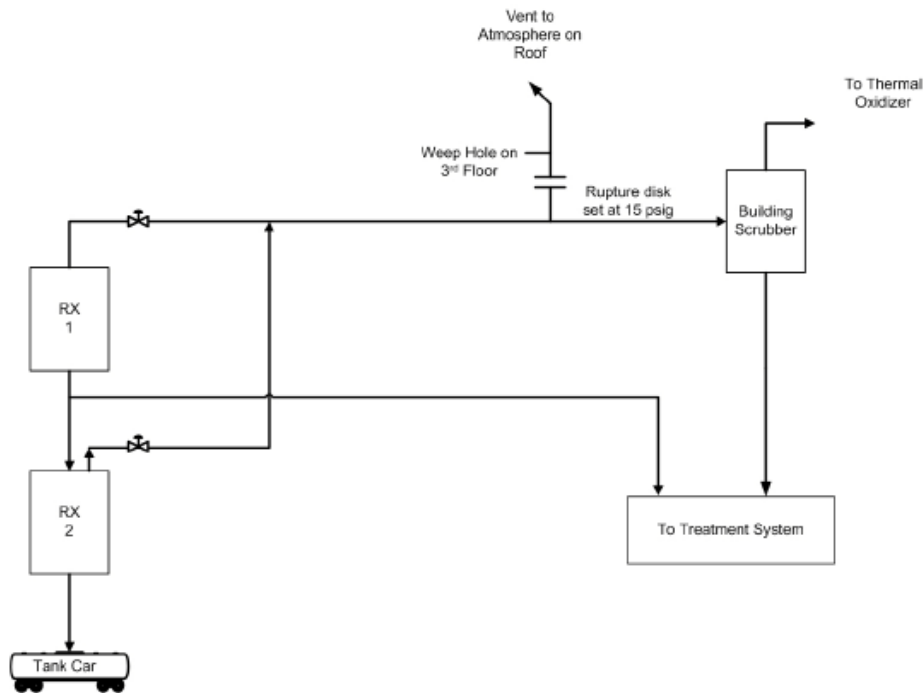 Vent to
Atmosphere on
Roof
To Thermal
Oxidizer
Weep Hole on
3rd Floor
Rupture disk
set at 15 psig
Building
Scrubber
RX
1
RX
2
To Treatment System
Tank Car